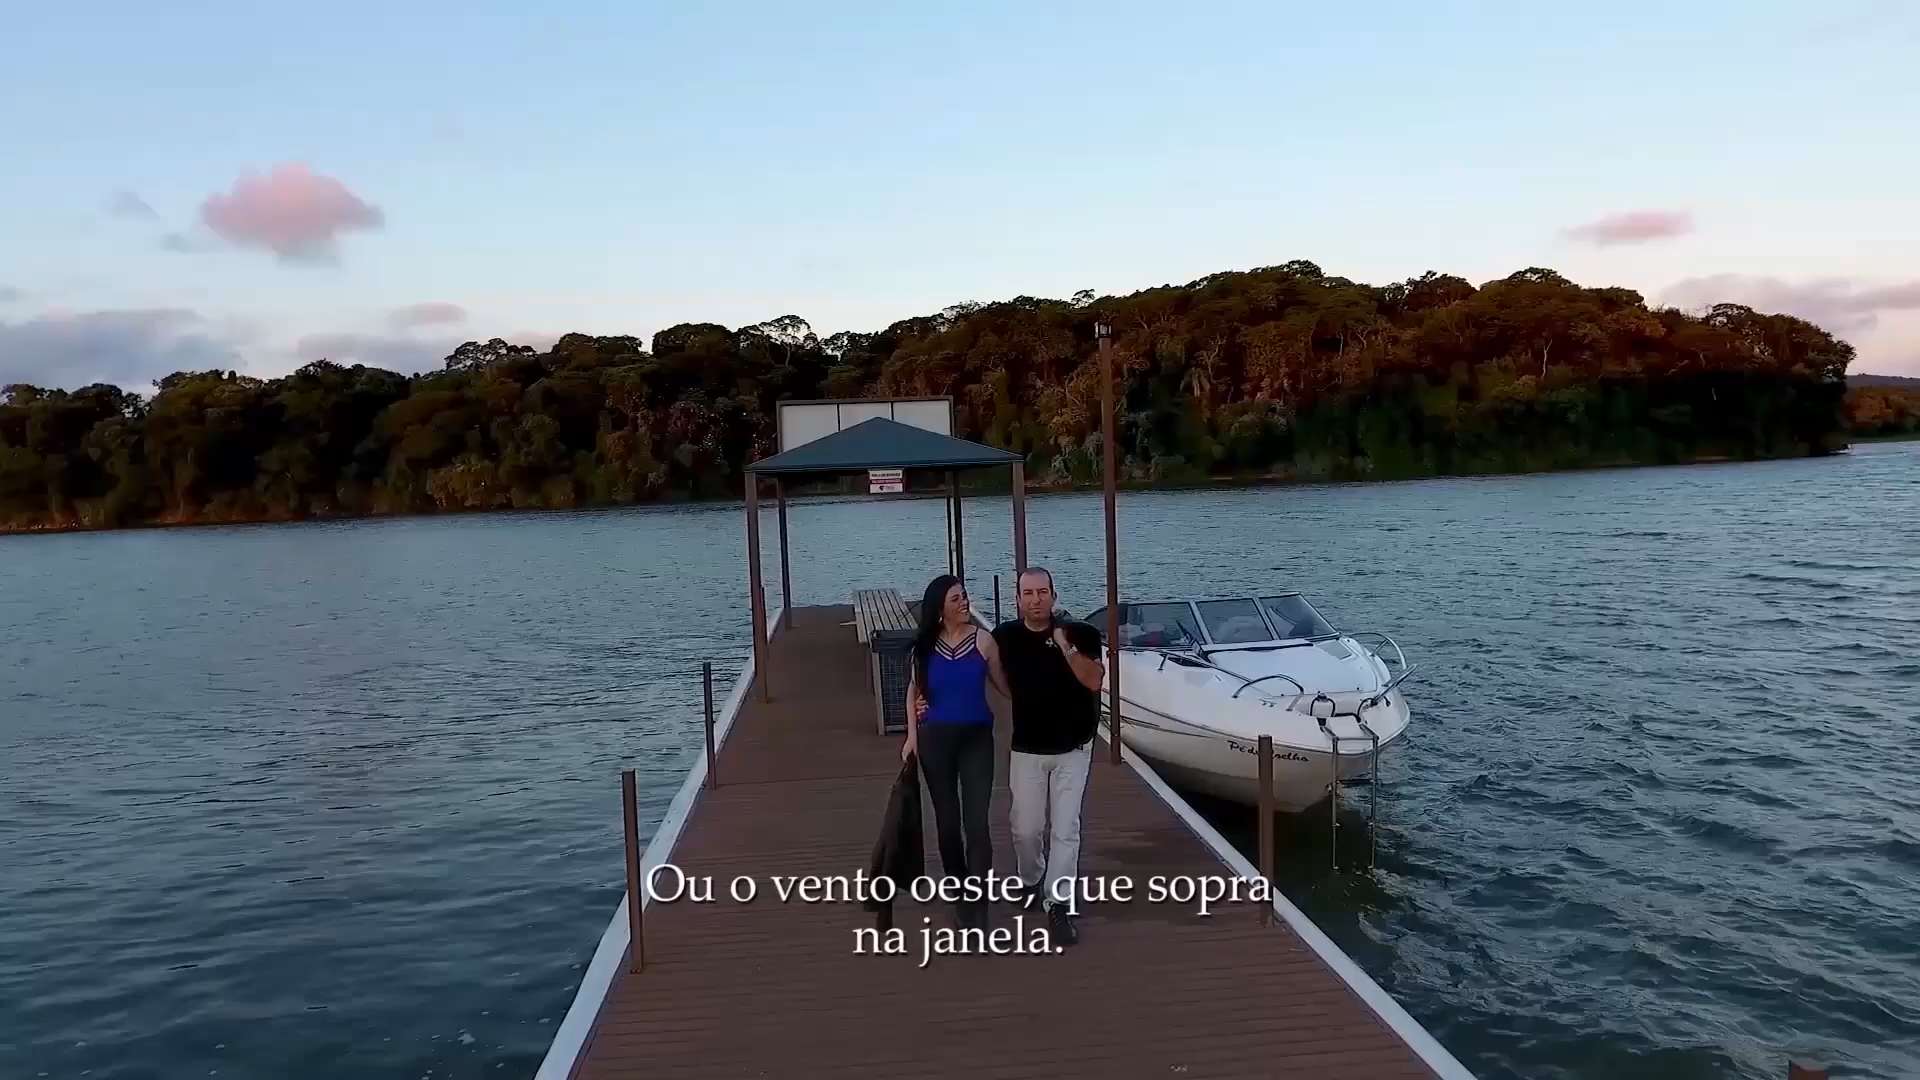 Ou o vento oeste, que sopra
na janela.